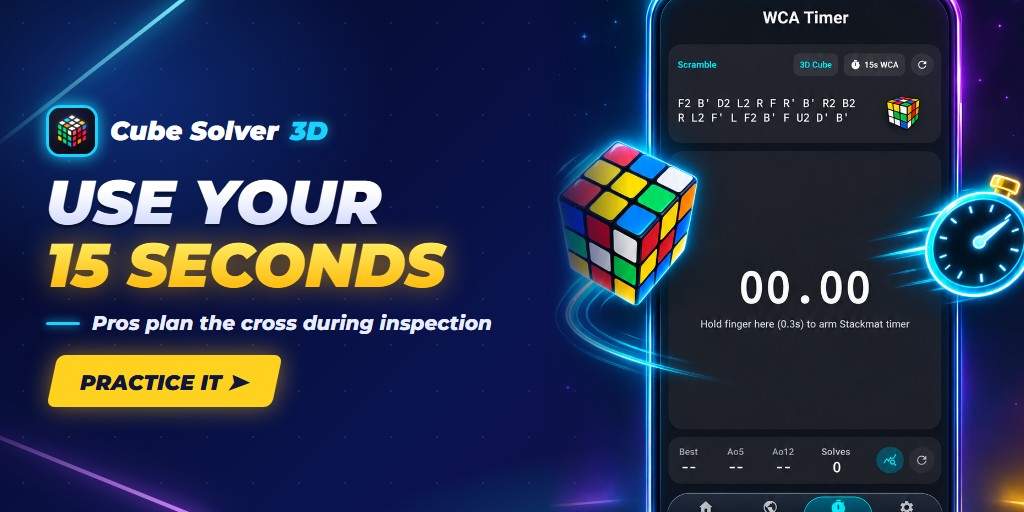 Cube Solver 3D
USE YOUR
15 SECONDS
Pros plan the cross during inspection
PRACTICE IT ➤
WCA Timer
Scramble
3D Cube
15s WCA
F2 B' D2 L2 R F R' B' R2 B2
R L2 F' L F2 B' F U2 D' B'
00.00
Hold finger here (0.3s) to arm Stackmat timer
Best Ao5 Ao12 Solves
-- -- -- 0